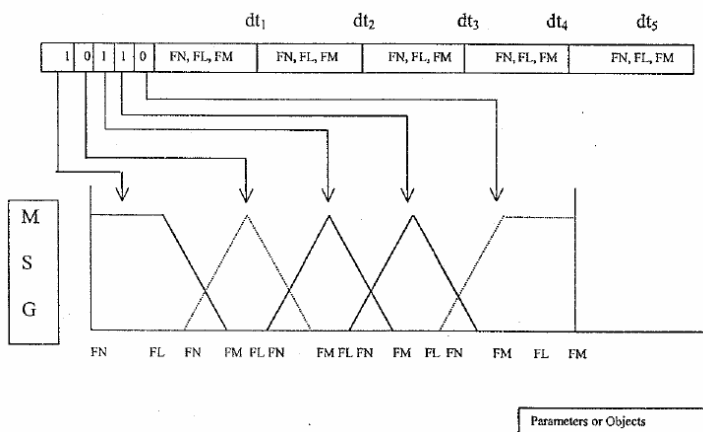 dt1 dt2 dt3 dt4 dt5
1 0 1 1 0 FN, FL, FM FN, FL, FM FN, FL, FM FN, FL, FM FN, FL, FM
M
S
G
FN FL FN FM FL FN FM FL FN FM FL FN FM FL FM
Parameters or Objects